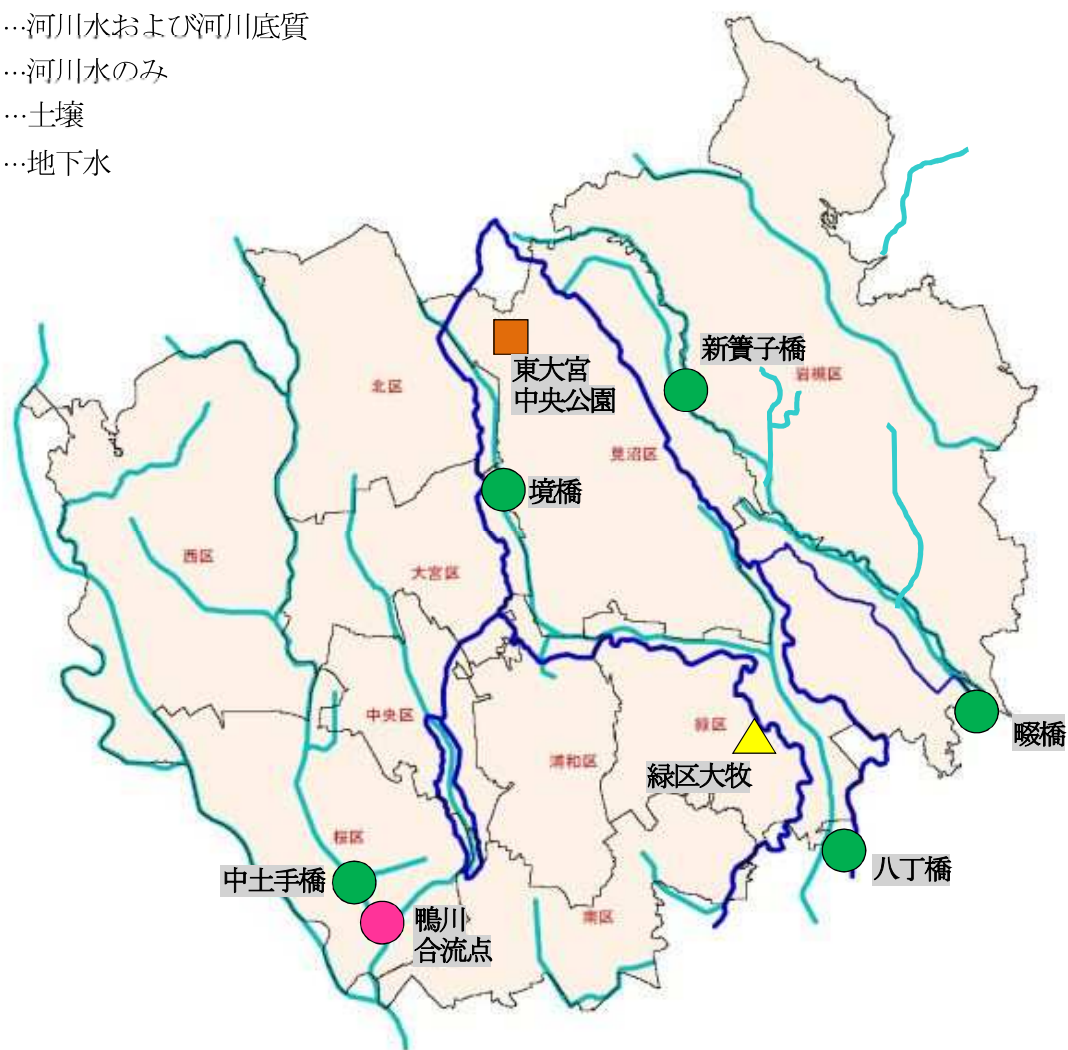 …河川水および河川底質
…河川水のみ
…土壌
…地下水
新簀子橋
岩槻区
東大宮
中央公園
北区
見沼区
境橋
西区
大宮区
中央区
緑区
畷橋
浦和区
緑区大牧
桜区
八丁橋
中土手橋
鴨川
合流点
南区